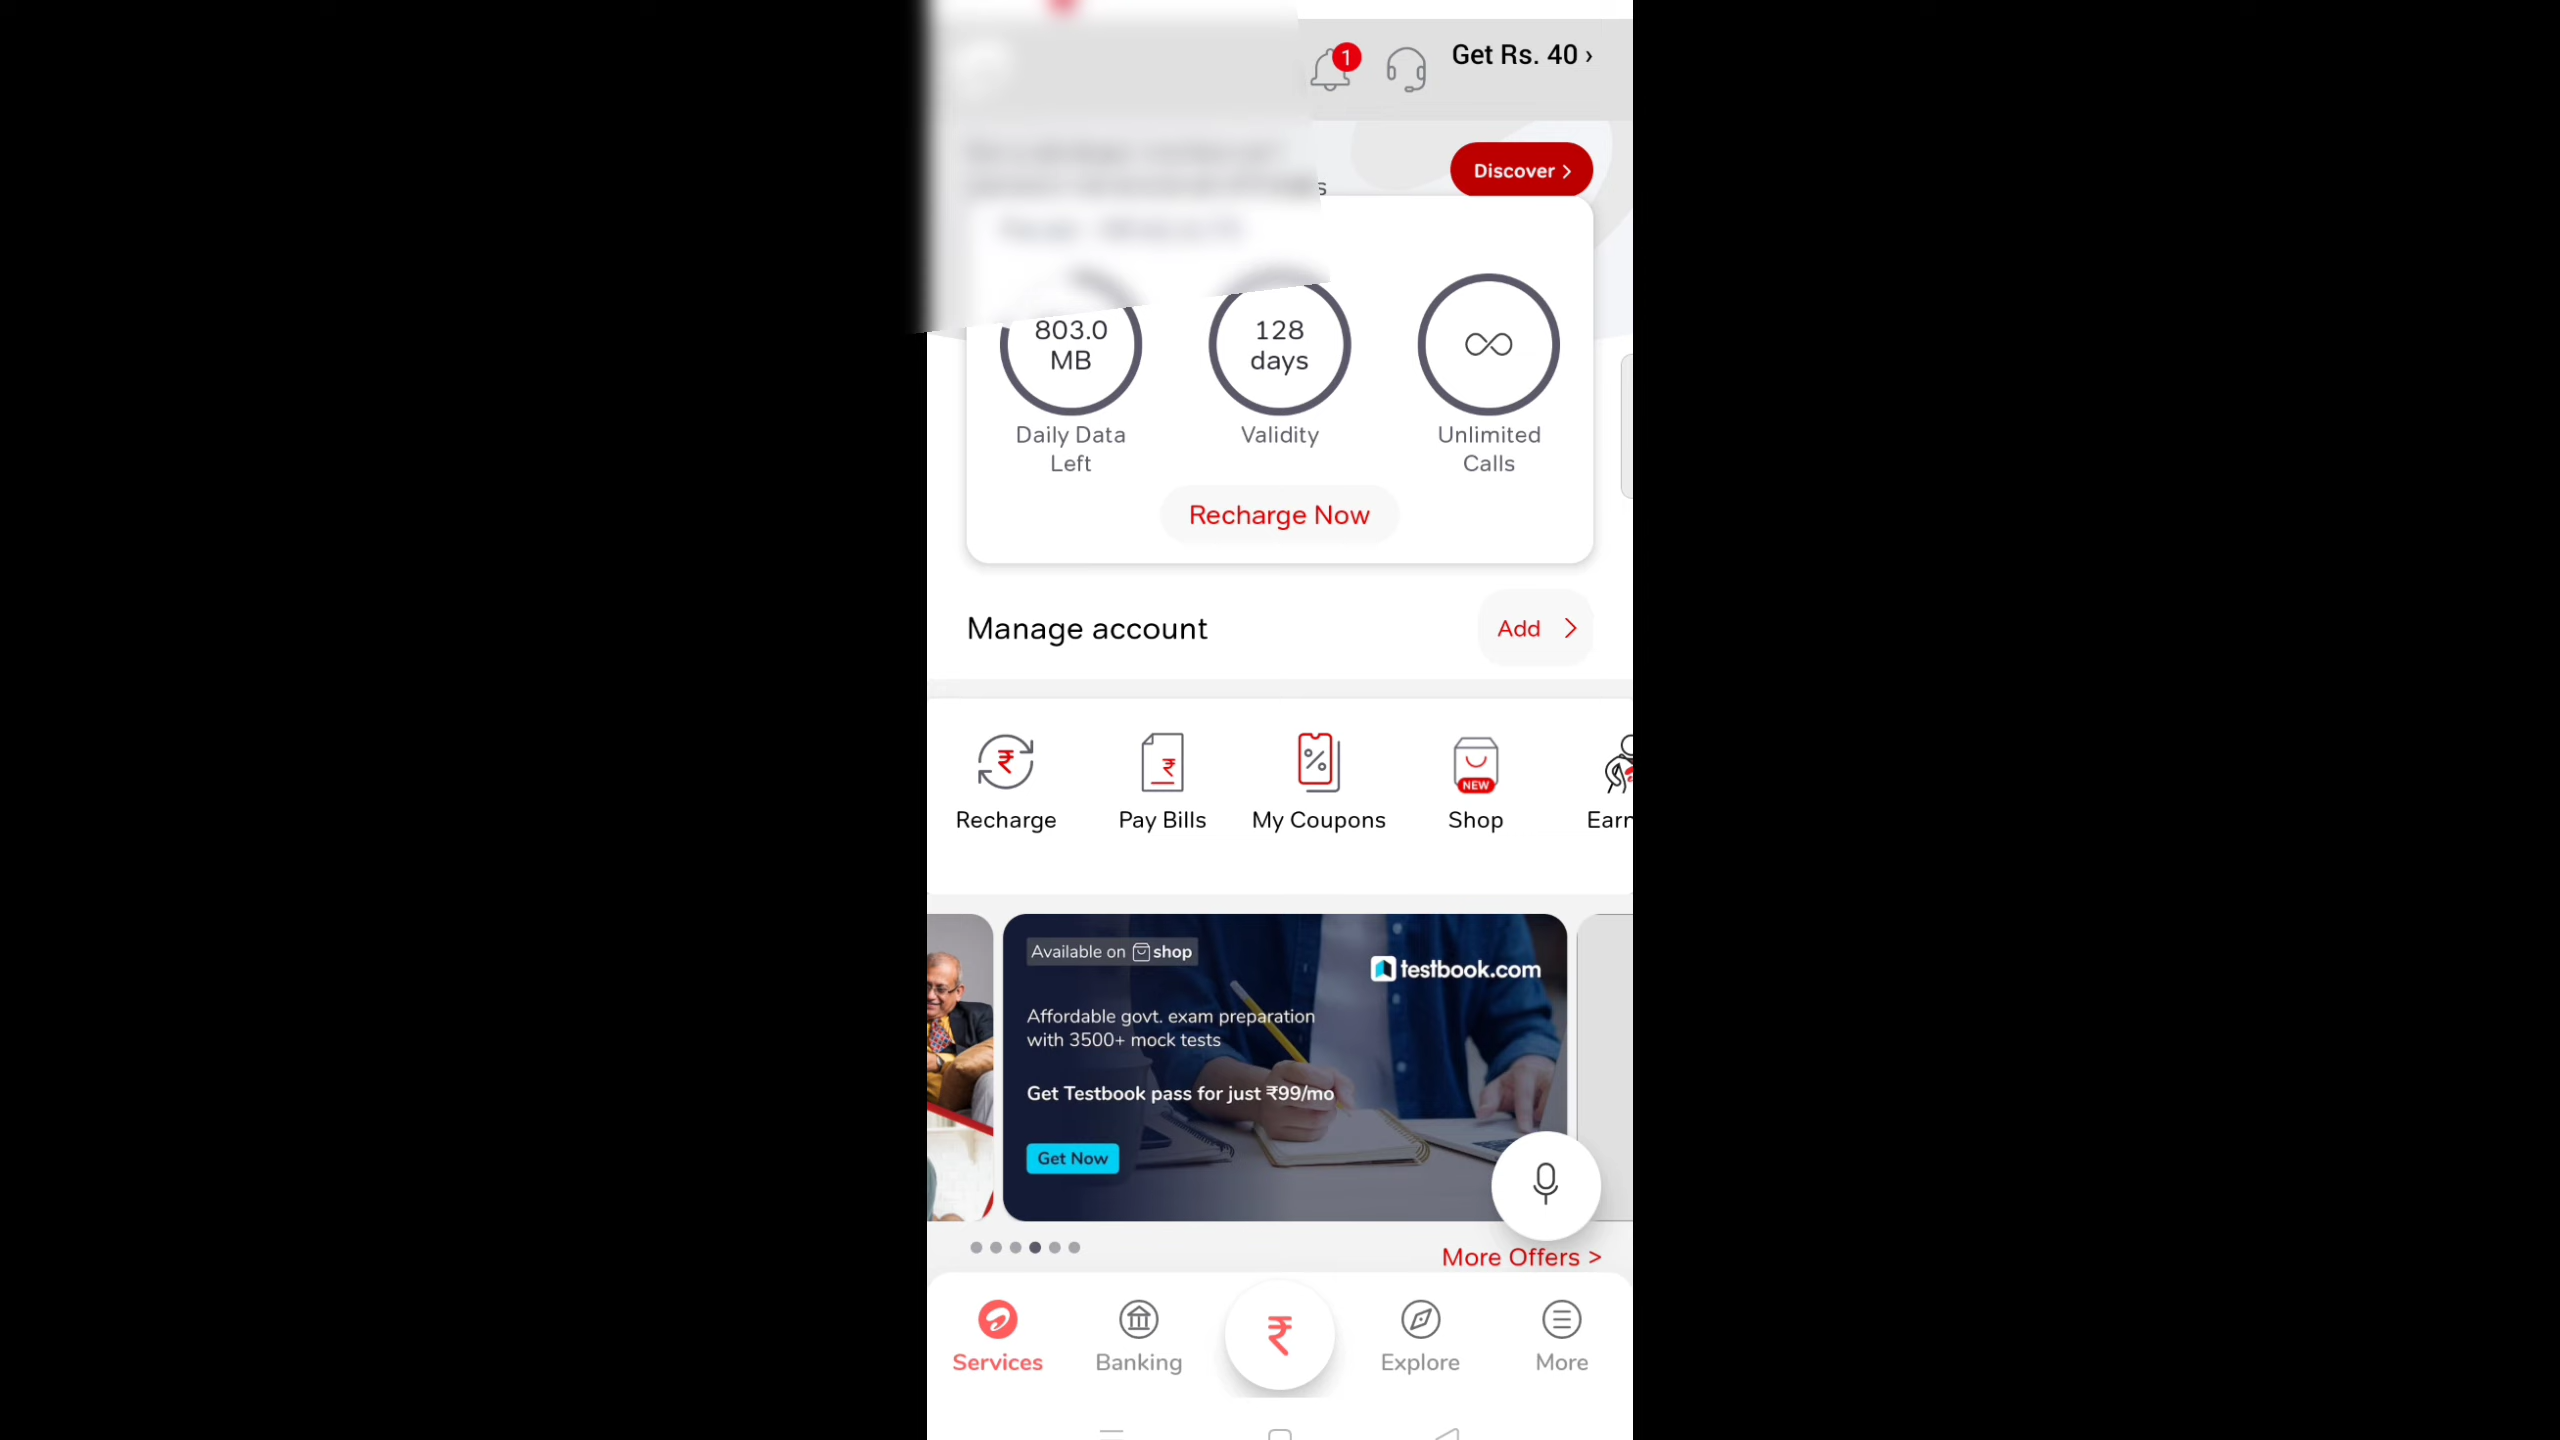 1
Get Rs. 40 ›
Discover >
803.0
MB
128
days
Daily Data
Left
Validity
Unlimited
Calls
Recharge Now
Manage account
Add >
Recharge
Pay Bills
My Coupons
NEW
Shop
Earn
Available on shop
testbook.com
Affordable govt. exam preparation
with 3500+ mock tests
Get Testbook pass for just ₹99/mo
Get Now
More Offers >
Services
Banking
₹
Explore
More